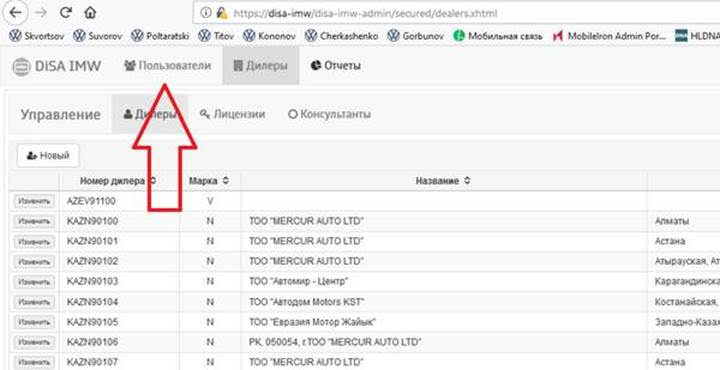 https://disa-imw/disa-imw-admin/secured/dealers.xhtml
Skvortsov Suvorov Poltaratski Titov Kononov Cherkashenko Gorbunov Мобильная связь MobileIron Admin Por... HLDNA
DiSA IMW Пользователи Дилеры Отчеты
Управление Дилеры Лицензии Консультанты
Новый
Номер дилера Марка Название
Изменить AZEV91100 V
Изменить KAZN90100 N ТОО "MERCUR AUTO LTD" Алматы
Изменить KAZN90101 N ТОО "MERCUR AUTO LTD" Астана
Изменить KAZN90102 N ТОО "MERCUR AUTO LTD" Атырауская, Ат
Изменить KAZN90103 N ТОО "Автомир - Центр" Карагандинска
Изменить KAZN90104 N ТОО "Автодом Motors KST" Костанайская,
Изменить KAZN90105 N ТОО "Евразия Мотор Жайык" Западно-Казах
Изменить KAZN90106 N РК, 050054, г.ТОО "MERCUR AUTO LTD" Алматы
Изменить KAZN90107 N ТОО "MERCUR AUTO LTD" Астана